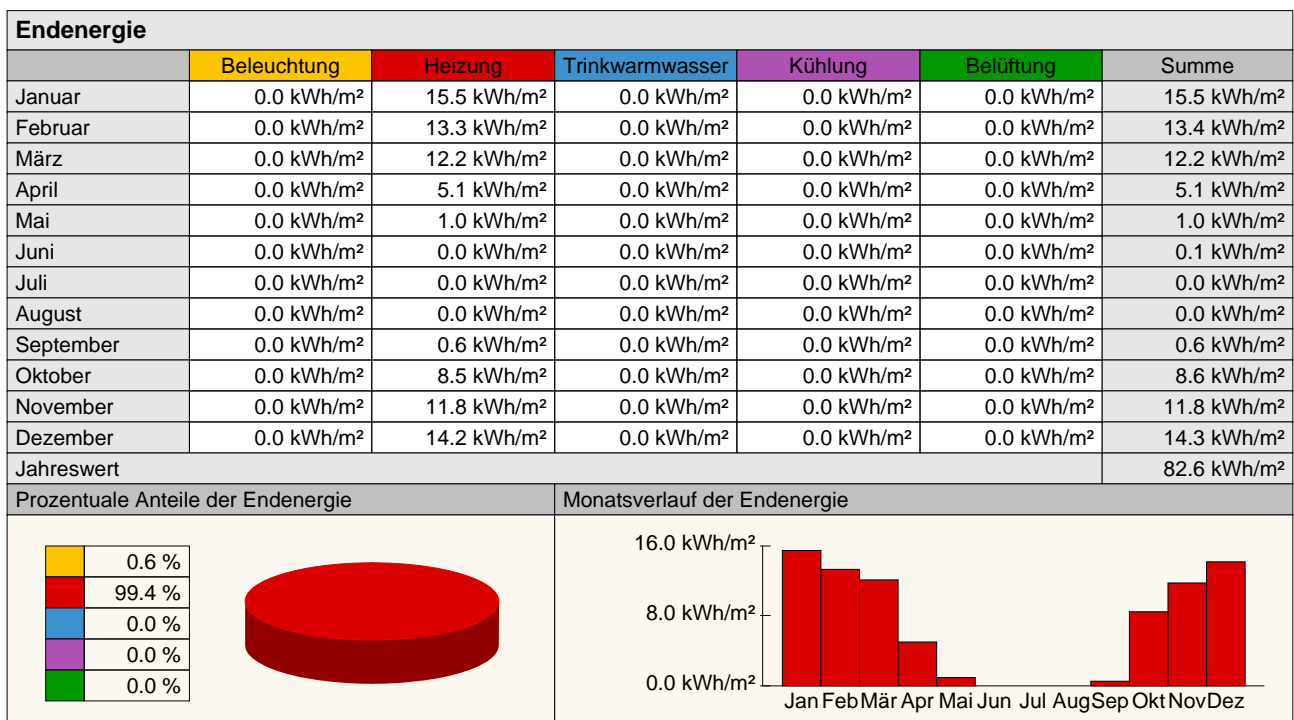 Endenergie
Beleuchtung Heizung Trinkwarmwasser Kühlung Belüftung Summe
Januar 0.0 kWh/m² 15.5 kWh/m² 0.0 kWh/m² 0.0 kWh/m² 0.0 kWh/m² 15.5 kWh/m²
Februar 0.0 kWh/m² 13.3 kWh/m² 0.0 kWh/m² 0.0 kWh/m² 0.0 kWh/m² 13.4 kWh/m²
März 0.0 kWh/m² 12.2 kWh/m² 0.0 kWh/m² 0.0 kWh/m² 0.0 kWh/m² 12.2 kWh/m²
April 0.0 kWh/m² 5.1 kWh/m² 0.0 kWh/m² 0.0 kWh/m² 0.0 kWh/m² 5.1 kWh/m²
Mai 0.0 kWh/m² 1.0 kWh/m² 0.0 kWh/m² 0.0 kWh/m² 0.0 kWh/m² 1.0 kWh/m²
Juni 0.0 kWh/m² 0.0 kWh/m² 0.0 kWh/m² 0.0 kWh/m² 0.0 kWh/m² 0.1 kWh/m²
Juli 0.0 kWh/m² 0.0 kWh/m² 0.0 kWh/m² 0.0 kWh/m² 0.0 kWh/m² 0.0 kWh/m²
August 0.0 kWh/m² 0.0 kWh/m² 0.0 kWh/m² 0.0 kWh/m² 0.0 kWh/m² 0.0 kWh/m²
September 0.0 kWh/m² 0.6 kWh/m² 0.0 kWh/m² 0.0 kWh/m² 0.0 kWh/m² 0.6 kWh/m²
Oktober 0.0 kWh/m² 8.5 kWh/m² 0.0 kWh/m² 0.0 kWh/m² 0.0 kWh/m² 8.6 kWh/m²
November 0.0 kWh/m² 11.8 kWh/m² 0.0 kWh/m² 0.0 kWh/m² 0.0 kWh/m² 11.8 kWh/m²
Dezember 0.0 kWh/m² 14.2 kWh/m² 0.0 kWh/m² 0.0 kWh/m² 0.0 kWh/m² 14.3 kWh/m²
Jahreswert 82.6 kWh/m²
Prozentuale Anteile der Endenergie
0.6 %
99.4 %
0.0 %
0.0 %
0.0 %
Monatsverlauf der Endenergie
16.0 kWh/m²
8.0 kWh/m²
0.0 kWh/m²
Jan Feb Mär Apr Mai Jun Jul Aug Sep Okt Nov Dez